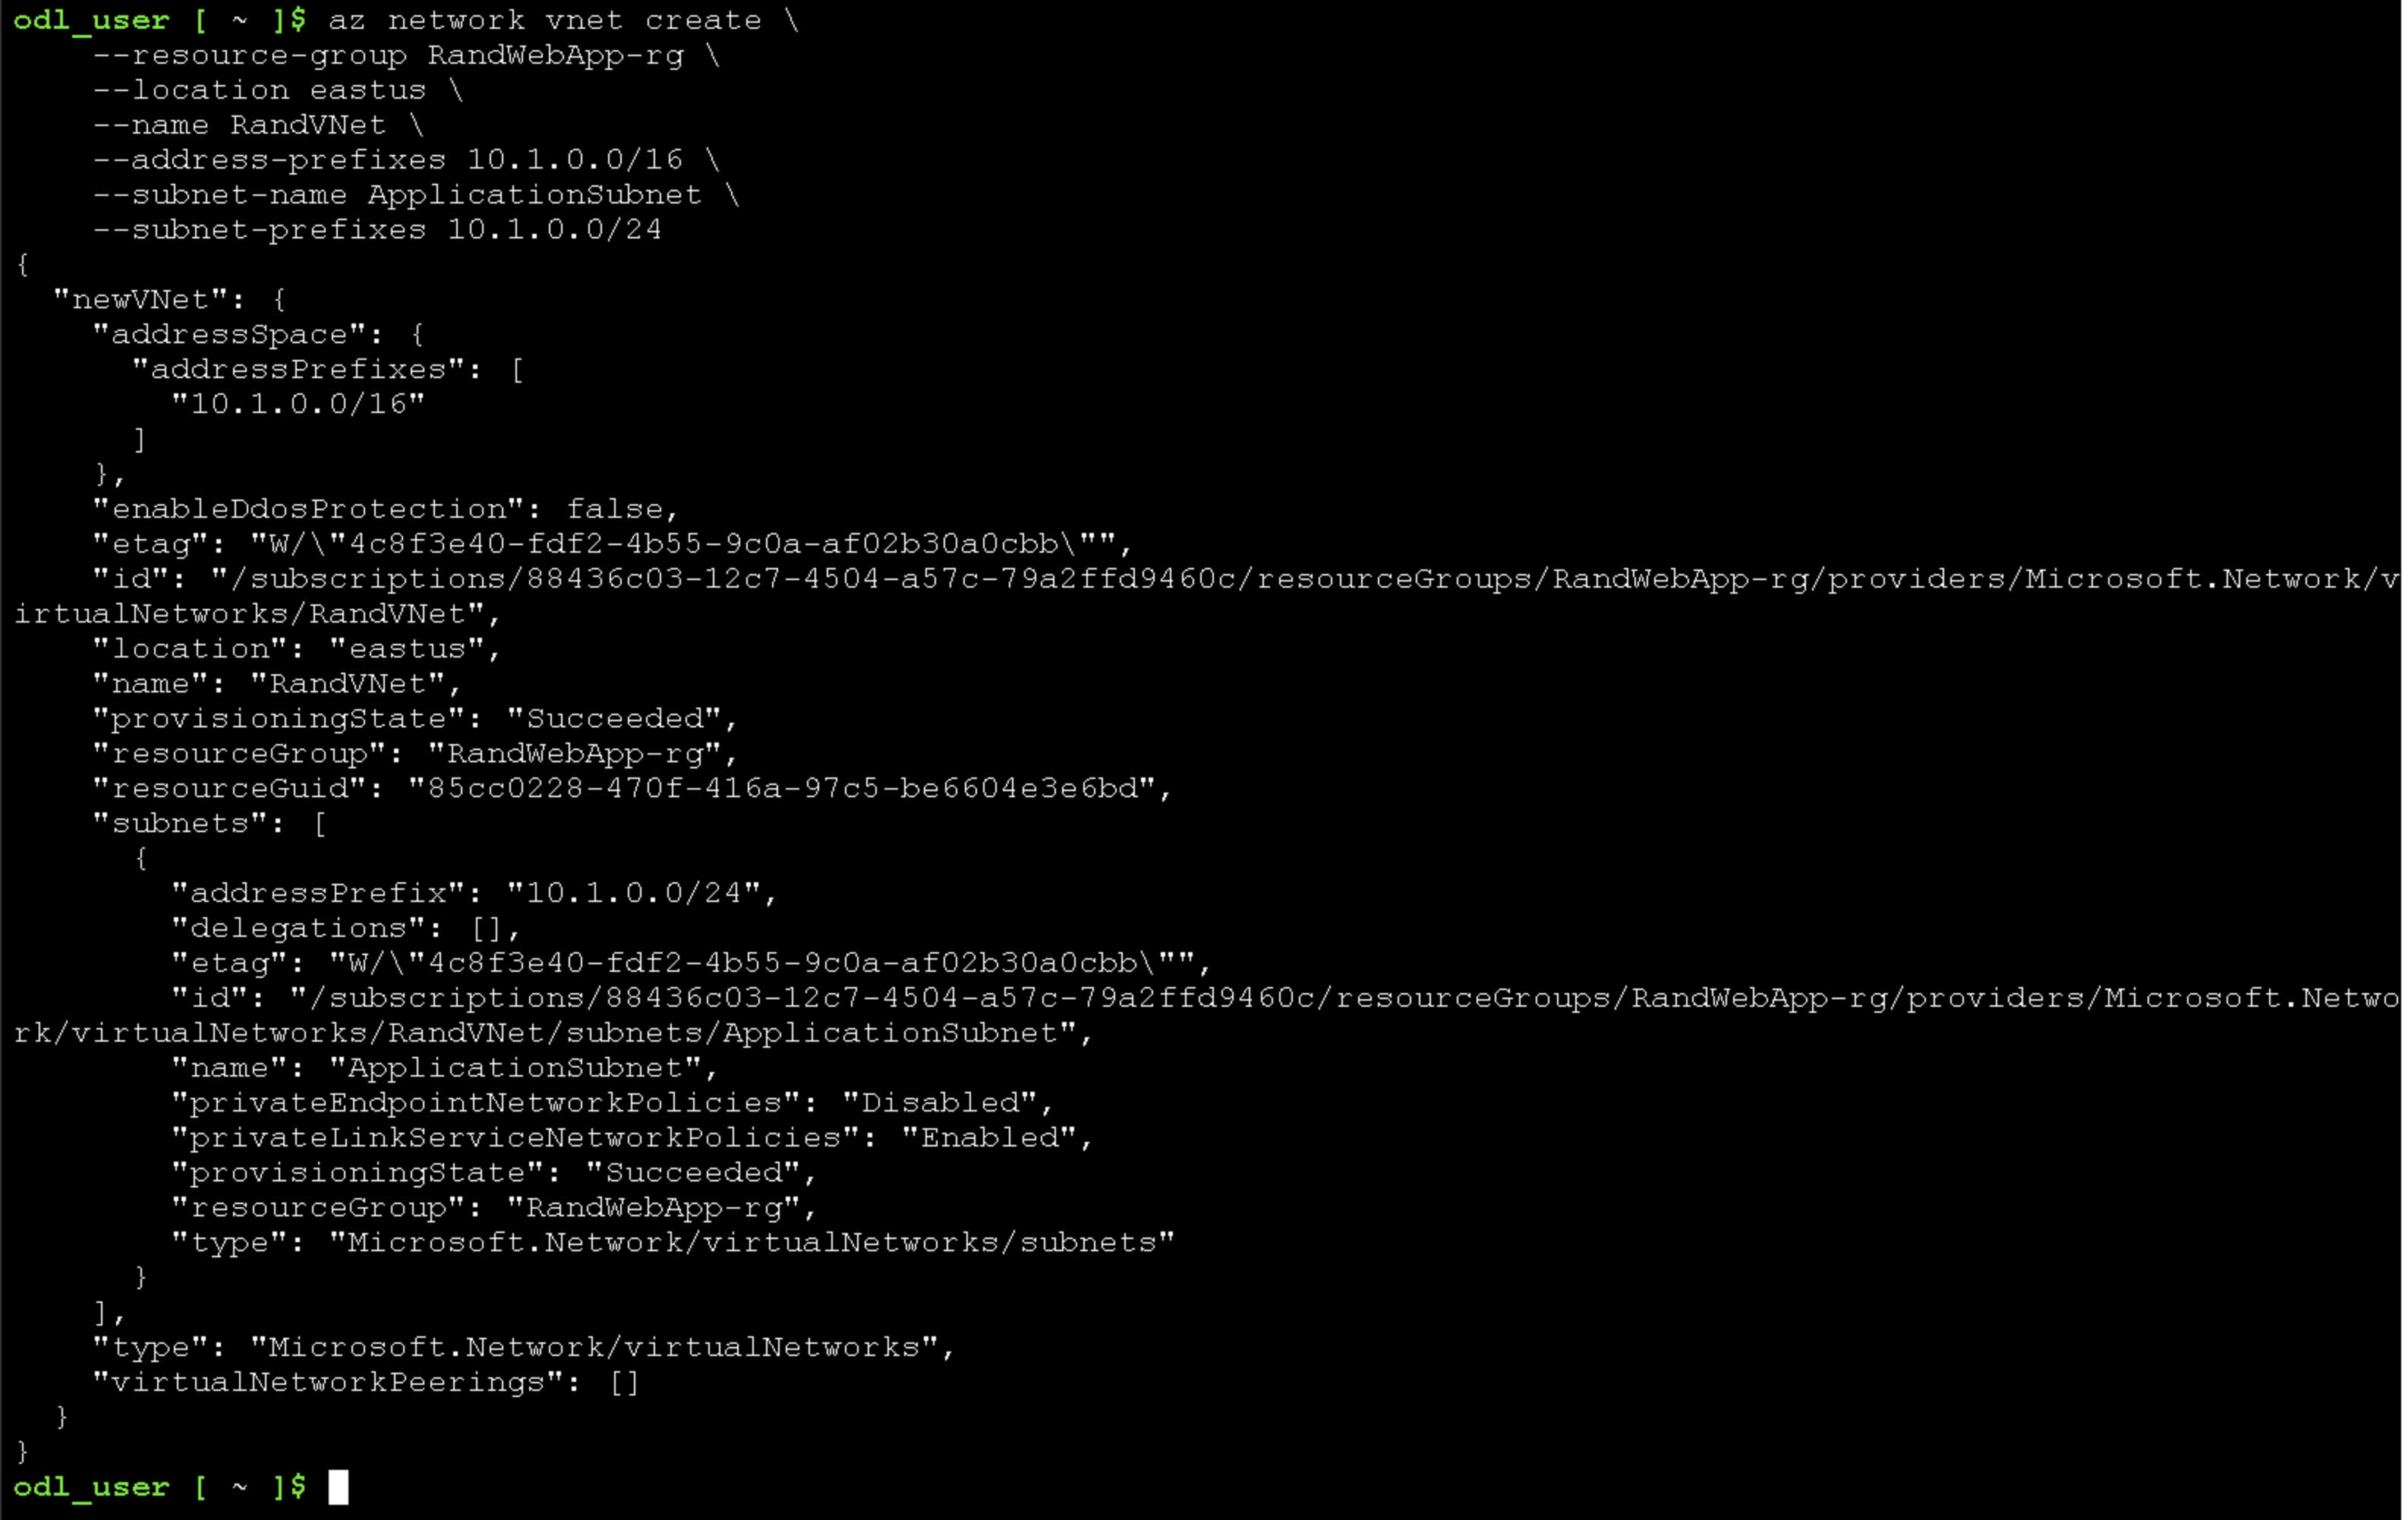 odl_user [ ~ ]$ az network vnet create \
    --resource-group RandWebApp-rg \
    --location eastus \
    --name RandVNet \
    --address-prefixes 10.1.0.0/16 \
    --subnet-name ApplicationSubnet \
    --subnet-prefixes 10.1.0.0/24
{
  "newVNet": {
    "addressSpace": {
      "addressPrefixes": [
        "10.1.0.0/16"
      ]
    },
    "enableDdosProtection": false,
    "etag": "W/\"4c8f3e40-fdf2-4b55-9c0a-af02b30a0cbb\"",
    "id": "/subscriptions/88436c03-12c7-4504-a57c-79a2ffd9460c/resourceGroups/RandWebApp-rg/providers/Microsoft.Network/v
irtualNetworks/RandVNet",
    "location": "eastus",
    "name": "RandVNet",
    "provisioningState": "Succeeded",
    "resourceGroup": "RandWebApp-rg",
    "resourceGuid": "85cc0228-470f-416a-97c5-be6604e3e6bd",
    "subnets": [
      {
        "addressPrefix": "10.1.0.0/24",
        "delegations": [],
        "etag": "W/\"4c8f3e40-fdf2-4b55-9c0a-af02b30a0cbb\"",
        "id": "/subscriptions/88436c03-12c7-4504-a57c-79a2ffd9460c/resourceGroups/RandWebApp-rg/providers/Microsoft.Netwo
rk/virtualNetworks/RandVNet/subnets/ApplicationSubnet",
        "name": "ApplicationSubnet",
        "privateEndpointNetworkPolicies": "Disabled",
        "privateLinkServiceNetworkPolicies": "Enabled",
        "provisioningState": "Succeeded",
        "resourceGroup": "RandWebApp-rg",
        "type": "Microsoft.Network/virtualNetworks/subnets"
      }
    ],
    "type": "Microsoft.Network/virtualNetworks",
    "virtualNetworkPeerings": []
  }
}
odl_user [ ~ ]$